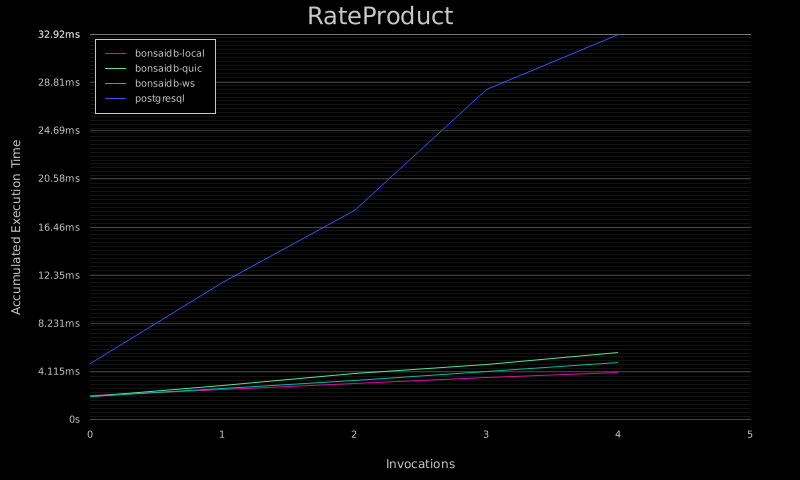 RateProduct
32.92ms
bonsaidb-local
bonsaidb-quic
bonsaidb-ws
postgresql
28.81ms
24.69ms
20.58ms
16.46ms
12.35ms
8.231ms
4.115ms
0s
Accumulated Execution Time
0 1 2 3 4 5
Invocations